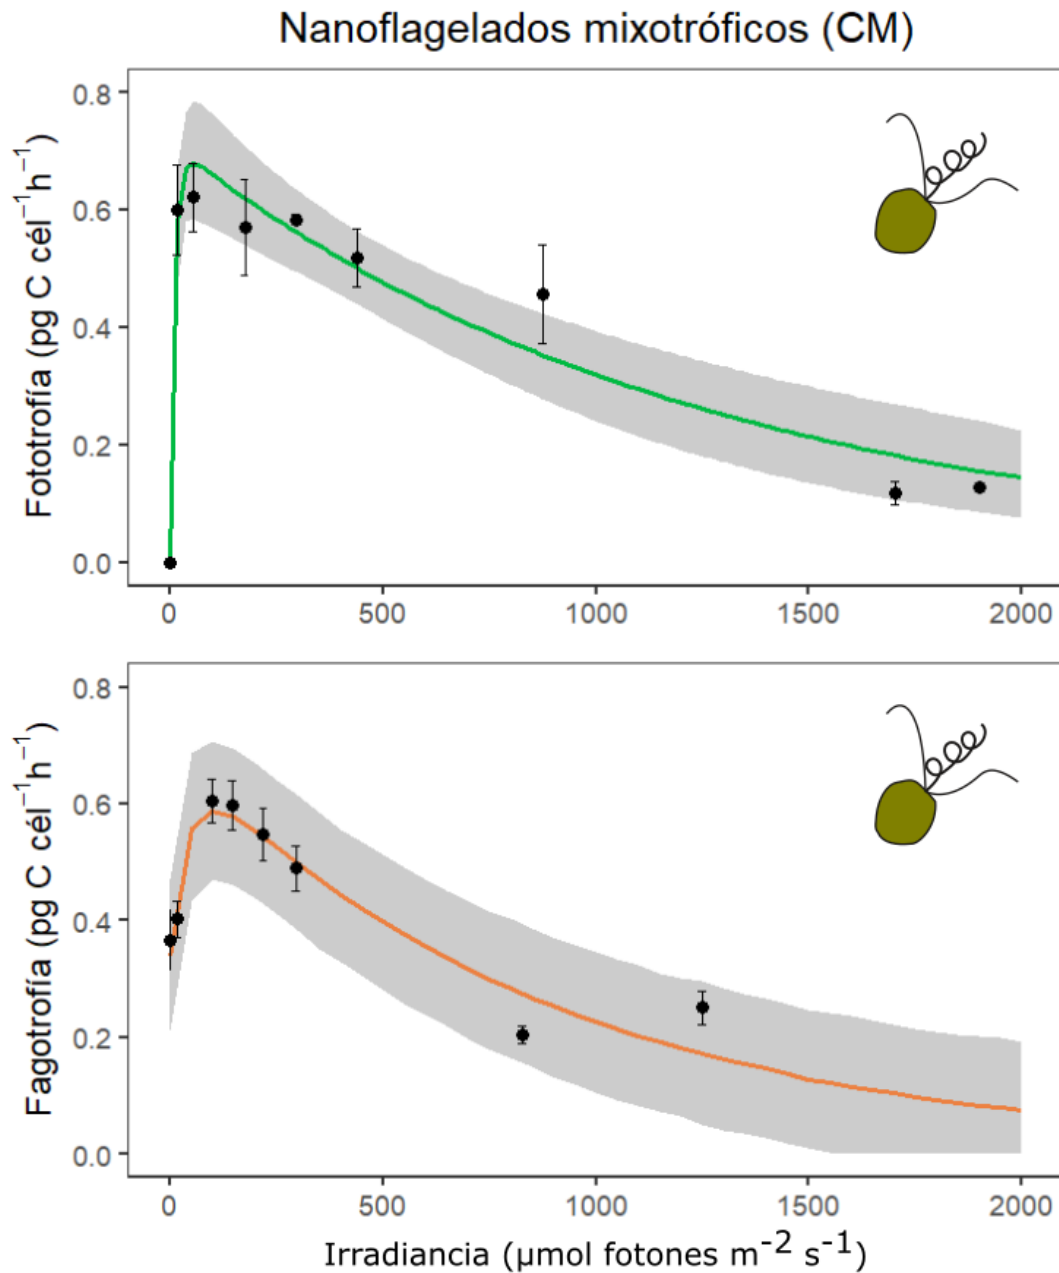 Nanoflagelados mixotróficos (CM)
Fototrofía (pg C cél⁻¹h⁻¹)
0.8
0.6
0.4
0.2
0.0
0 500 1000 1500 2000
Fagotrofía (pg C cél⁻¹h⁻¹)
0.8
0.6
0.4
0.2
0.0
0 500 1000 1500 2000
Irradiancia (μmol fotones m⁻² s⁻¹)